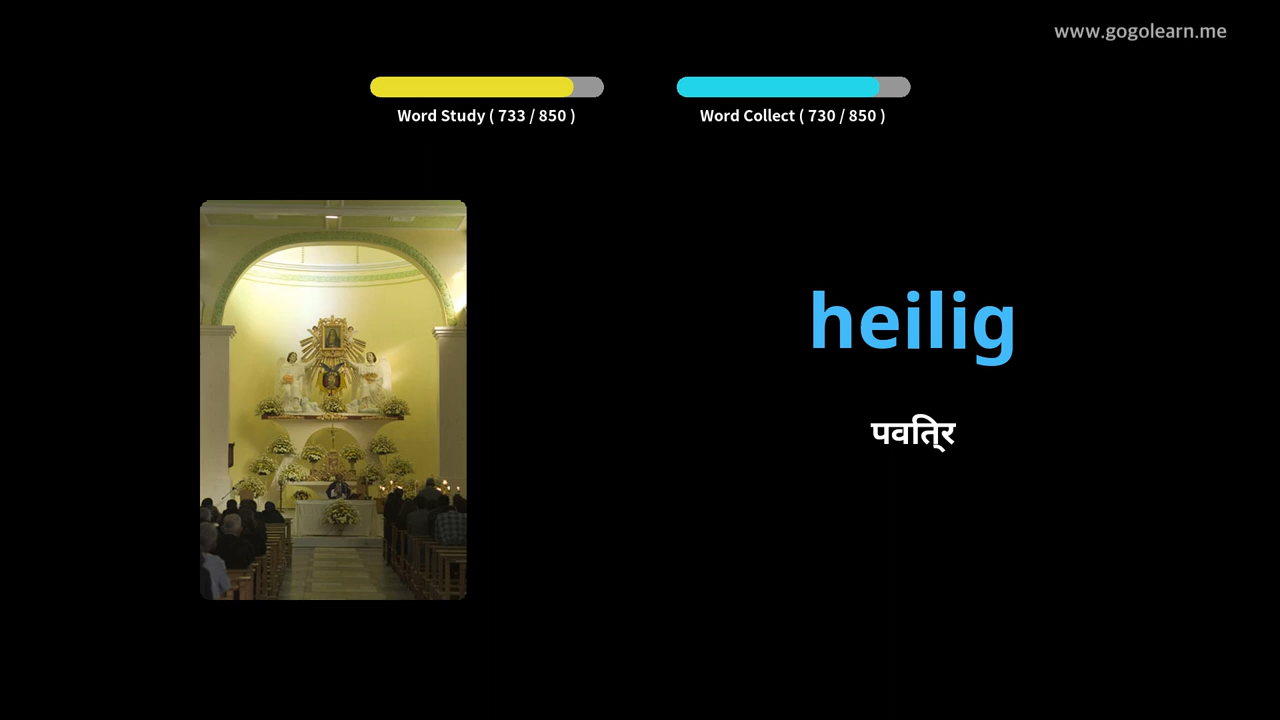 www.gogolearn.me
Word Study ( 733 / 850 )
Word Collect ( 730 / 850 )
heilig
पवित्र